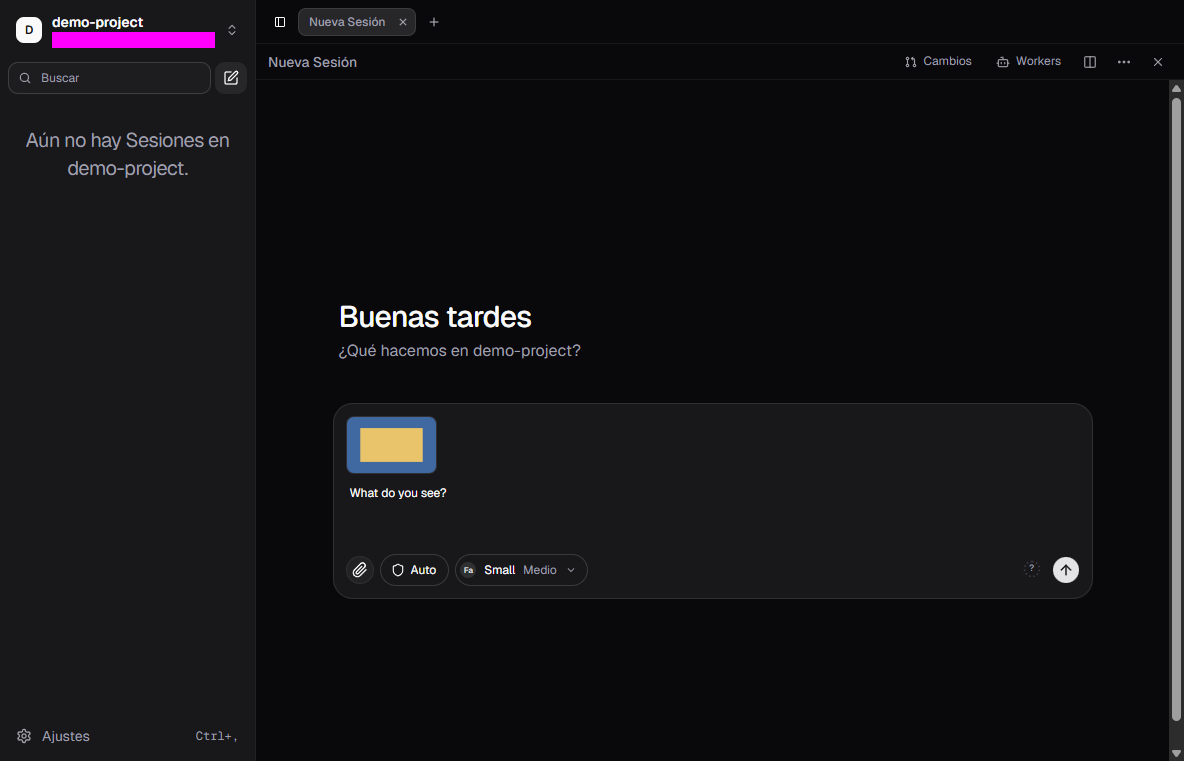 D
demo-project
Buscar
Aún no hay Sesiones en
demo-project.
Ajustes
Ctrl+,
Nueva Sesión
Nueva Sesión
Cambios
Workers
Buenas tardes
¿Qué hacemos en demo-project?
What do you see?
Auto
Fa
Small
Medio
?